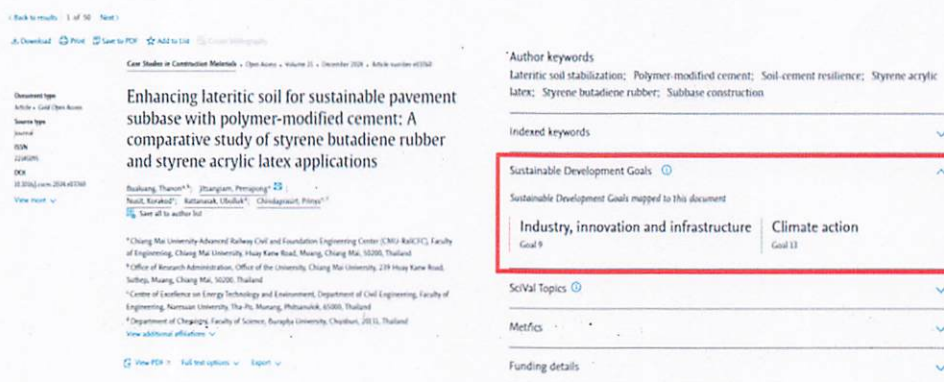 Back to results | 1 of 50 Next
Download Print Save to PDF Add to List
Case Studies in Construction Materials • Open Access • Volume 21 • December 2024 • Article number e03560
Document type
Article • Gold Open Access
Source type
Journal
ISSN
22145095
DOI
View more
Enhancing lateritic soil for sustainable pavement
subbase with polymer-modified cement: A
comparative study of styrene butadiene rubber
and styrene acrylic latex applications
Buakuang, Thanon; Jitsangiam, Peerapong
Nusit, Korakod; Rattanasak, Ubolluk; Chindaprasirt, Prinya
Save all to author list
ᵃ Chiang Mai University Advanced Railway Civil and Foundation Engineering Center (CMU-RailCFC), Faculty
of Engineering, Chiang Mai University, Huay Kaew Road, Muang, Chiang Mai, 50200, Thailand
ᵇ Office of Research Administration, Office of the University, Chiang Mai University, 239 Huay Kaew Road,
Suthep, Muang, Chiang Mai, 50200, Thailand
ᶜ Centre of Excellence on Energy Technology and Environment, Department of Civil Engineering, Faculty of
Engineering, Naresuan University, Tha-Pho, Muang, Phitsanulok, 65000, Thailand
ᵈ Department of Chemistry, Faculty of Science, Burapha University, Chonburi, 20131, Thailand
View additional affiliations
View PDF Full text options Export
Author keywords
Lateritic soil stabilization; Polymer-modified cement; Soil-cement resilience; Styrene acrylic
latex; Styrene butadiene rubber; Subbase construction
Indexed keywords
Sustainable Development Goals
Sustainable Development Goals mapped to this document
Industry, innovation and infrastructure
Goal 9
Climate action
Goal 13
SciVal Topics
Metrics
Funding details